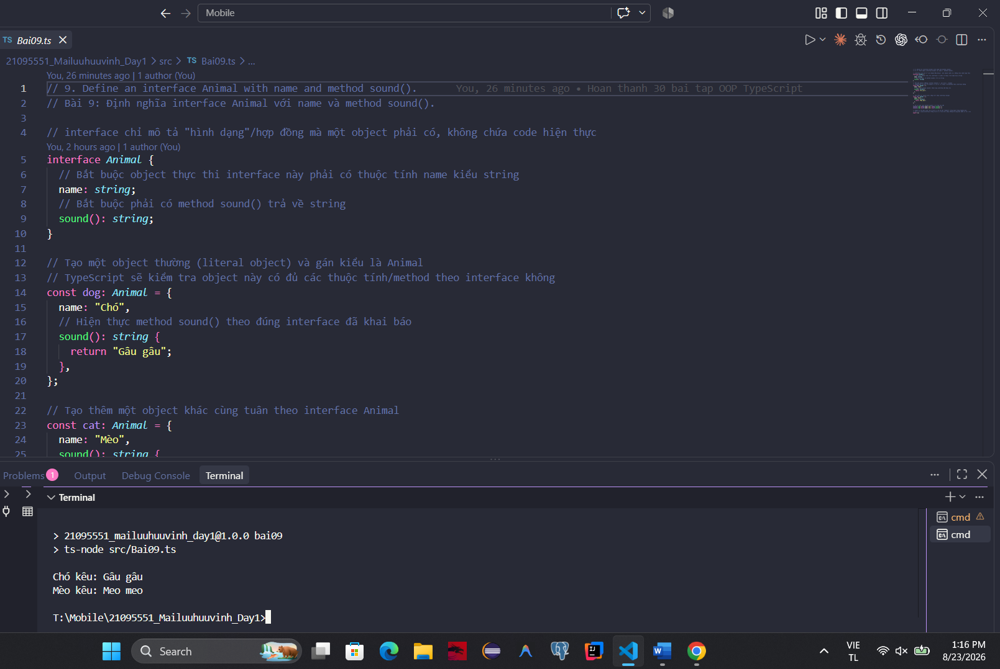 Mobile
TS Bai09.ts
21095551_Mailuuhuuvinh_Day1 > src > TS Bai09.ts > ...
You, 26 minutes ago | 1 author (You)
1 // 9. Define an interface Animal with name and method sound(). You, 26 minutes ago • Hoan thanh 30 bai tap OOP TypeScript
2 // Bài 9: Định nghĩa interface Animal với name và method sound().
3
4 // interface chỉ mô tả "hình dạng"/hợp đồng mà một object phải có, không chứa code hiện thực
You, 2 hours ago | 1 author (You)
5 interface Animal {
6 // Bắt buộc object thực thi interface này phải có thuộc tính name kiểu string
7 name: string;
8 // Bắt buộc phải có method sound() trả về string
9 sound(): string;
10 }
11
12 // Tạo một object thường (literal object) và gán kiểu là Animal
13 // TypeScript sẽ kiểm tra object này có đủ các thuộc tính/method theo interface không
14 const dog: Animal = {
15 name: "Chó",
16 // Hiện thực method sound() theo đúng interface đã khai báo
17 sound(): string {
18 return "Gâu gâu";
19 },
20 };
21
22 // Tạo thêm một object khác cùng tuân theo interface Animal
23 const cat: Animal = {
24 name: "Mèo",
25 sound(): string {
Problems 1 Output Debug Console Terminal
Terminal
cmd
cmd
> 21095551_mailuuhuuvinh_day1@1.0.0 bai09
> ts-node src/Bai09.ts
Chó kêu: Gâu gâu
Mèo kêu: Meo meo
T:\Mobile\21095551_Mailuuhuuvinh_Day1>
Search
VIE
TL
1:16 PM
8/23/2026